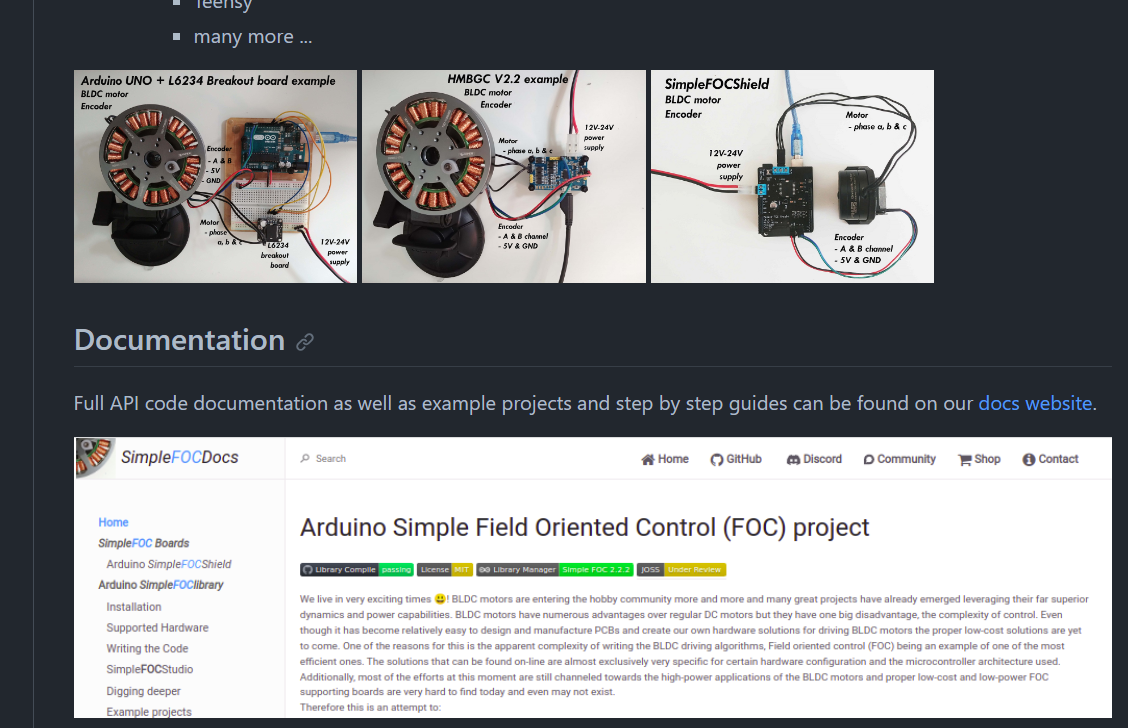 Teensy
many more ...
Arduino UNO + L6234 Breakout board example
BLDC motor
Encoder
Encoder
- A & B
- 5V
- GND
Motor
- phase
a, b & c
L6234
breakout
board
12V-24V
power
supply
HMBGC V2.2 example
BLDC motor
Encoder
Motor
- phase a, b & c
12V-24V
power
supply
Encoder
- A & B channel
- 5V & GND
SimpleFOCShield
BLDC motor
Encoder
Motor
- phase a, b & c
12V-24V
power
supply
Encoder
- A & B channel
- 5V & GND
Documentation
Full API code documentation as well as example projects and step by step guides can be found on our docs website.
SimpleFOCDocs
Search
Home GitHub Discord Community Shop Contact
Home
SimpleFOC Boards
Arduino SimpleFOCShield
Arduino SimpleFOClibrary
Installation
Supported Hardware
Writing the Code
SimpleFOCStudio
Digging deeper
Example projects
Arduino Simple Field Oriented Control (FOC) project
Library Compile passing License MIT Library Manager Simple FOC 2.2.2 JOSS Under Review
We live in very exciting times 😃! BLDC motors are entering the hobby community more and more and many great projects have already emerged leveraging their far superior
dynamics and power capabilities. BLDC motors have numerous advantages over regular DC motors but they have one big disadvantage, the complexity of control. Even
though it has become relatively easy to design and manufacture PCBs and create our own hardware solutions for driving BLDC motors the proper low-cost solutions are yet
to come. One of the reasons for this is the apparent complexity of writing the BLDC driving algorithms, Field oriented control (FOC) being an example of one of the most
efficient ones. The solutions that can be found on-line are almost exclusively very specific for certain hardware configuration and the microcontroller architecture used.
Additionally, most of the efforts at this moment are still channeled towards the high-power applications of the BLDC motors and proper low-cost and low-power FOC
supporting boards are very hard to find today and even may not exist.
Therefore this is an attempt to: